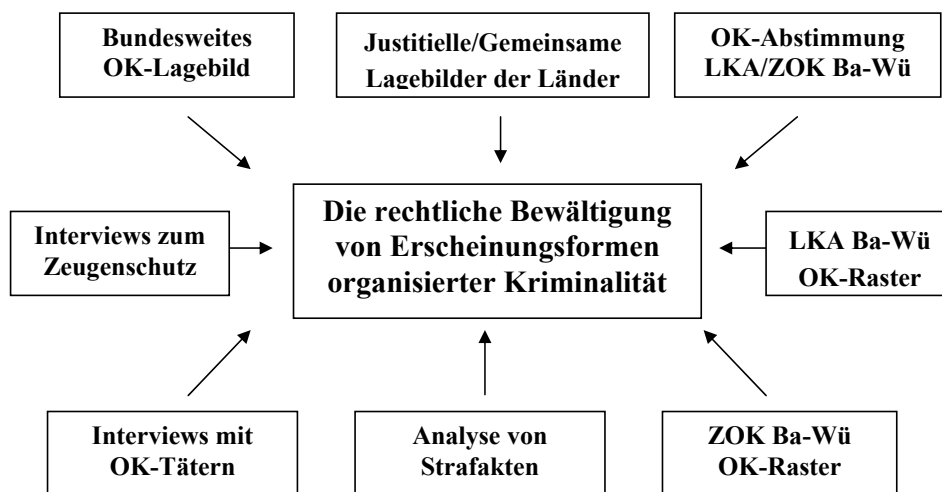 Bundesweites
OK-Lagebild
Justitielle/Gemeinsame
Lagebilder der Länder
OK-Abstimmung
LKA/ZOK Ba-Wü
Interviews zum
Zeugenschutz
Die rechtliche Bewältigung
von Erscheinungsformen
organisierter Kriminalität
LKA Ba-Wü
OK-Raster
Interviews mit
OK-Tätern
Analyse von
Strafakten
ZOK Ba-Wü
OK-Raster